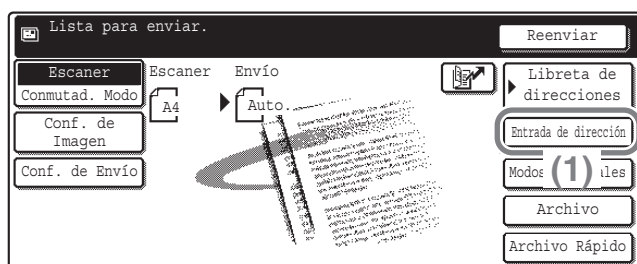 Lista para enviar.
Reenviar
Escaner
Conmutad. Modo
Conf. de
Imagen
Conf. de Envío
Escaner
A4
Envío
Auto.
Libreta de
direcciones
Entrada de dirección
Modos
(1)
Archivo
Archivo Rápido